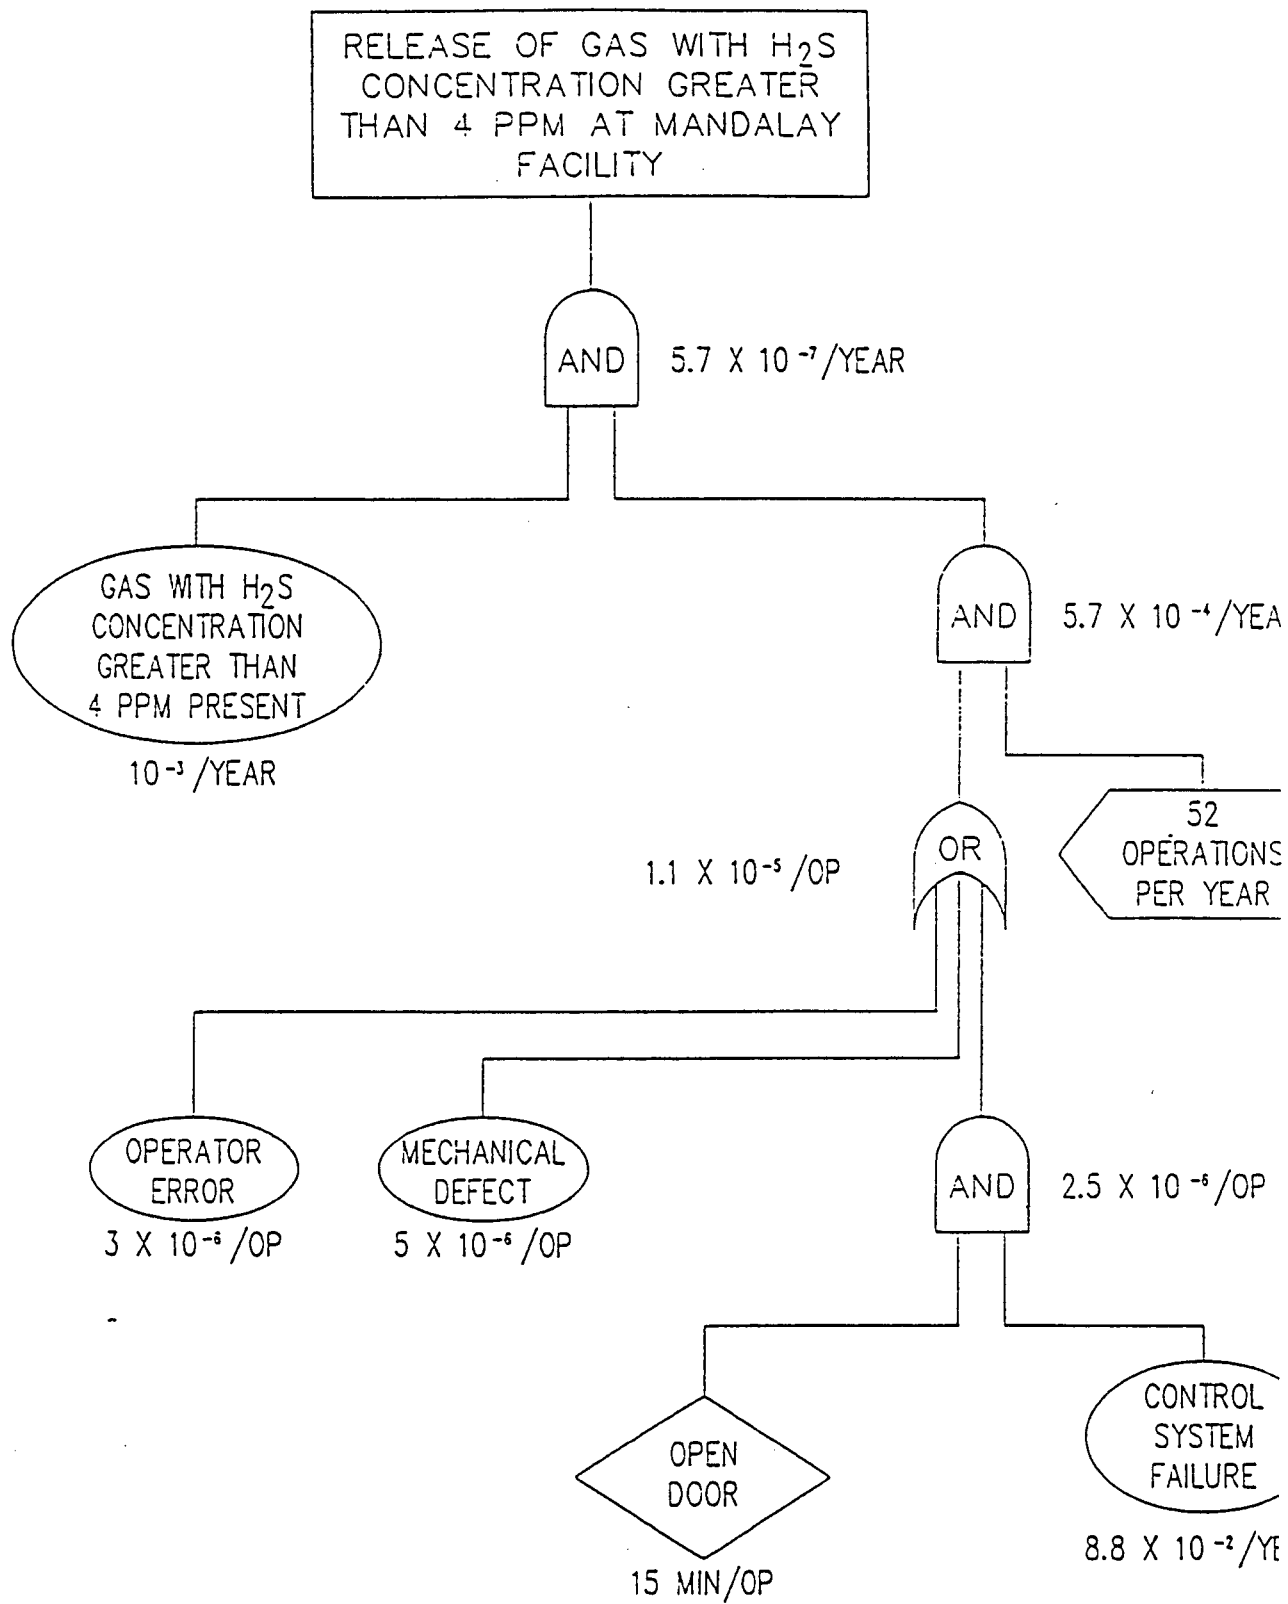 RELEASE OF GAS WITH H₂S
CONCENTRATION GREATER
THAN 4 PPM AT MANDALAY
FACILITY
AND
5.7 X 10⁻⁷/YEAR
GAS WITH H₂S
CONCENTRATION
GREATER THAN
4 PPM PRESENT
10⁻³/YEAR
AND
5.7 X 10⁻⁴/YEA
52
OPERATIONS
PER YEAR
OR
1.1 X 10⁻⁵/OP
OPERATOR
ERROR
3 X 10⁻⁶/OP
MECHANICAL
DEFECT
5 X 10⁻⁶/OP
AND
2.5 X 10⁻⁶/OP
OPEN
DOOR
15 MIN/OP
CONTROL
SYSTEM
FAILURE
8.8 X 10⁻²/YE